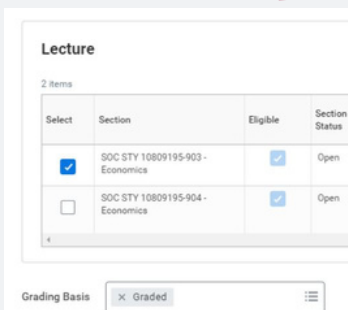 Lecture
2 items
Select Section Eligible Section Status
SOC STY 10809195-903 - Economics Open
SOC STY 10809195-904 - Economics Open
Grading Basis × Graded